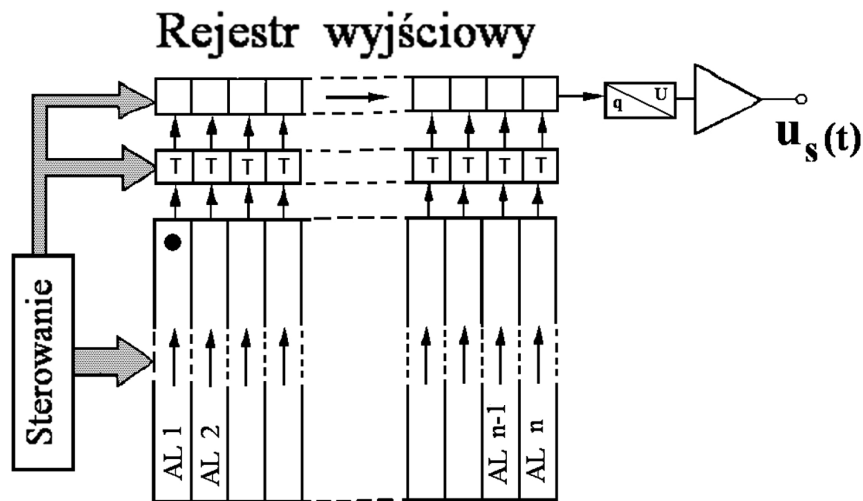 Rejestr wyjściowy
q U
u_s(t)
T T T T T T T T
Sterowanie
AL 1 AL 2 AL n-1 AL n